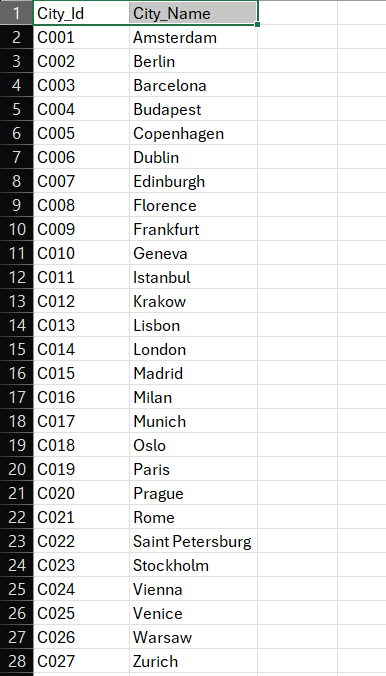 1 City_Id City_Name
2 C001 Amsterdam
3 C002 Berlin
4 C003 Barcelona
5 C004 Budapest
6 C005 Copenhagen
7 C006 Dublin
8 C007 Edinburgh
9 C008 Florence
10 C009 Frankfurt
11 C010 Geneva
12 C011 Istanbul
13 C012 Krakow
14 C013 Lisbon
15 C014 London
16 C015 Madrid
17 C016 Milan
18 C017 Munich
19 C018 Oslo
20 C019 Paris
21 C020 Prague
22 C021 Rome
23 C022 Saint Petersburg
24 C023 Stockholm
25 C024 Vienna
26 C025 Venice
27 C026 Warsaw
28 C027 Zurich